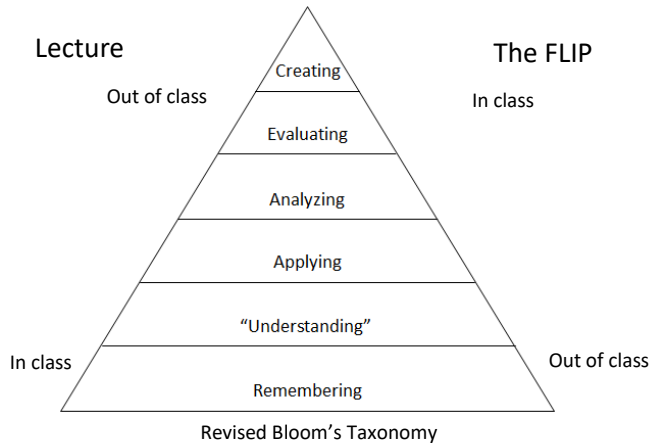 Lecture
The FLIP
Creating
Out of class
In class
Evaluating
Analyzing
Applying
“Understanding”
In class
Out of class
Remembering
Revised Bloom’s Taxonomy